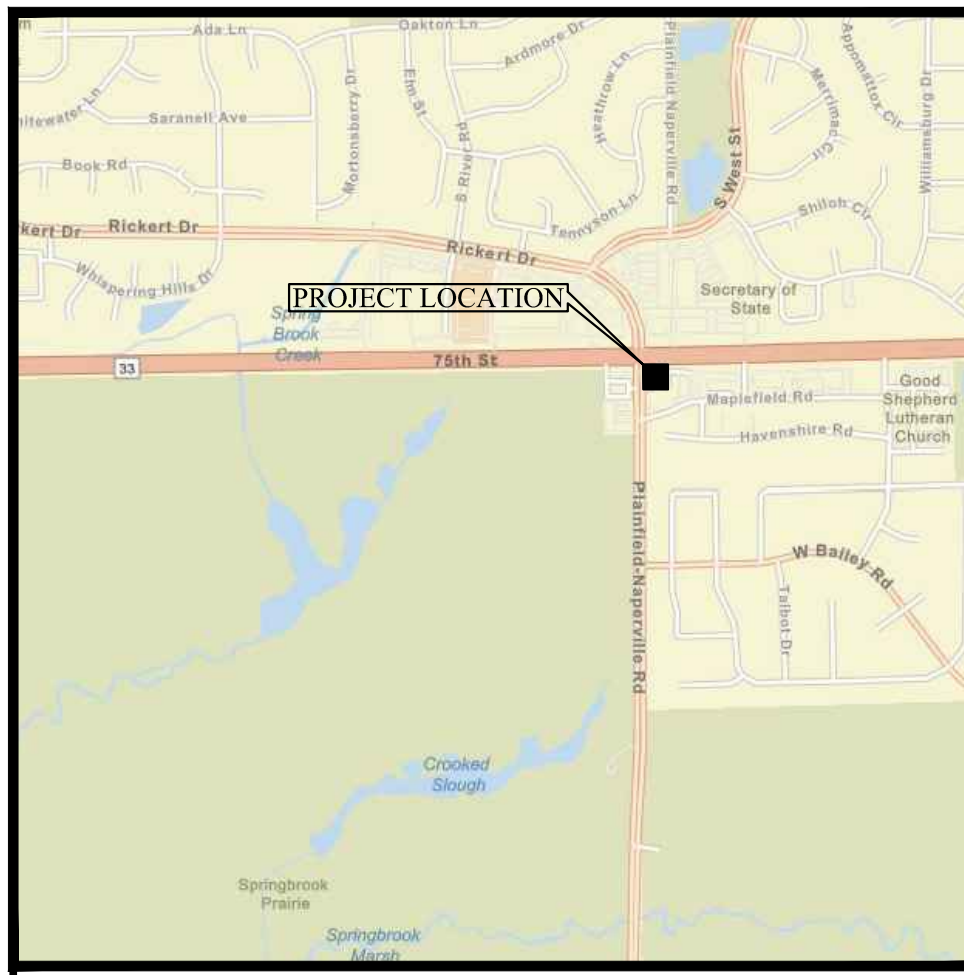 Ada Ln
Oakton Ln
Ardmore Dr
Plainfield Naperville Rd
Appomattox Cir
Merrimac Cir
Williamsburg Dr
Heathrow Ln
Elm St
Mortonsberry Dr
S River Rd
S West St
Saranell Ave
Book Rd
Tennyson Ln
Shiloh Cir
Rickert Dr
Rickert Dr
Whispering Hills Dr
PROJECT LOCATION
Secretary of
State
Spring
Brook
Creek
33
75th St
Good
Shepherd
Lutheran
Church
Maplefield Rd
Havenshire Rd
Plainfield-Naperville Rd
W Bailey Rd
Talbot Dr
Crooked
Slough
Springbrook
Prairie
Springbrook
Marsh